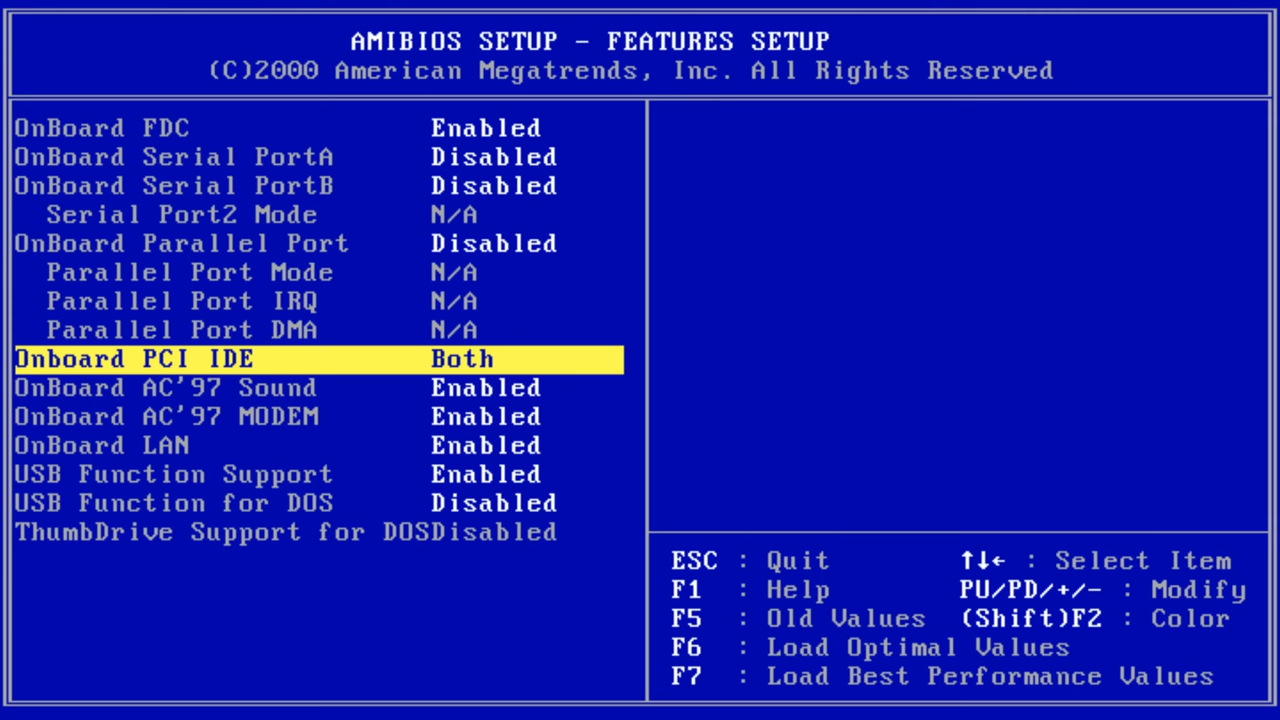 AMIBIOS SETUP - FEATURES SETUP
(C)2000 American Megatrends, Inc. All Rights Reserved
OnBoard FDC Enabled
OnBoard Serial PortA Disabled
OnBoard Serial PortB Disabled
Serial Port2 Mode N/A
OnBoard Parallel Port Disabled
Parallel Port Mode N/A
Parallel Port IRQ N/A
Parallel Port DMA N/A
Onboard PCI IDE Both
OnBoard AC'97 Sound Enabled
OnBoard AC'97 MODEM Enabled
OnBoard LAN Enabled
USB Function Support Enabled
USB Function for DOS Disabled
ThumbDrive Support for DOSDisabled
ESC : Quit ↑↓← : Select Item
F1 : Help PU/PD/+/- : Modify
F5 : Old Values (Shift)F2 : Color
F6 : Load Optimal Values
F7 : Load Best Performance Values